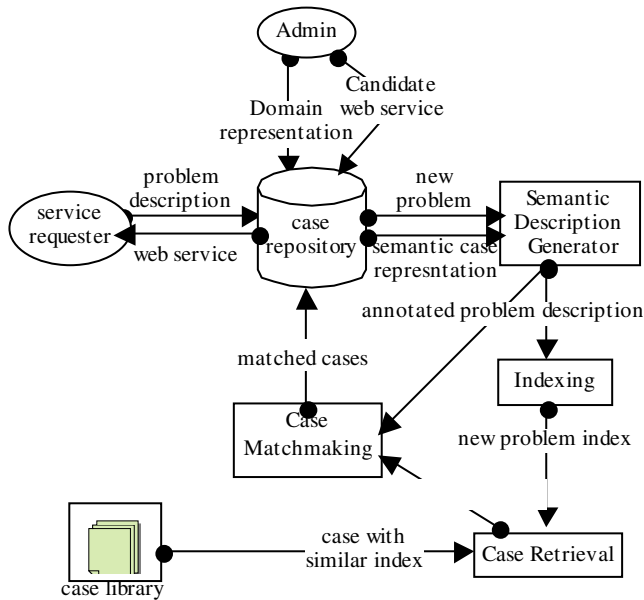 Admin
Candidate
web service
Domain
representation
problem
description
new
problem
Semantic
Description
Generator
service
requester
case
repository
web service
semantic case
represntation
annotated problem description
matched cases
Indexing
Case
Matchmaking
new problem index
case with
similar index
Case Retrieval
case library